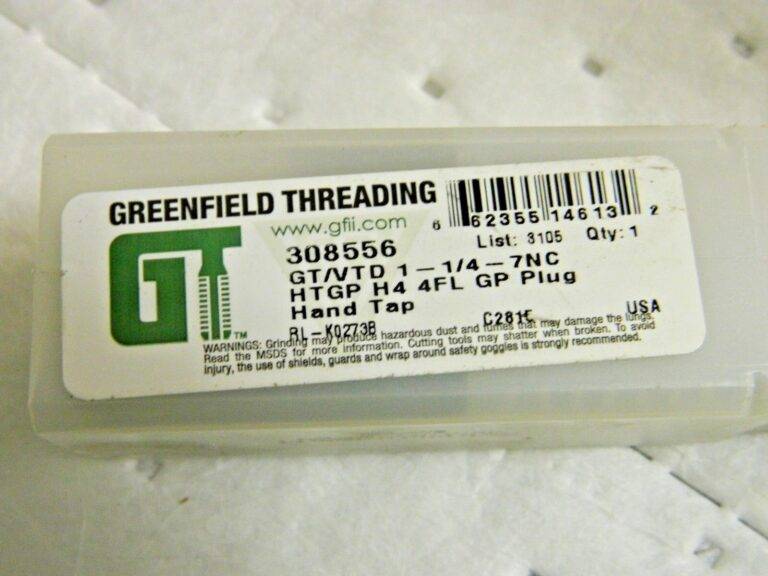 GREENFIELD THREADING
www.gfii.com
6 62355 14613 2
308556
List: 3105 Qty: 1
GT/VTD 1-1/4-7NC
HTGP H4 4FL GP Plug
Hand Tap
GT™
RL-K0273B USA
WARNINGS: Grinding may produce hazardous dust and fumes that may damage the lungs.
Read the MSDS for more information. Cutting tools may shatter when broken. To avoid
injury, the use of shields, guards and wrap around safety goggles is strongly recommended.